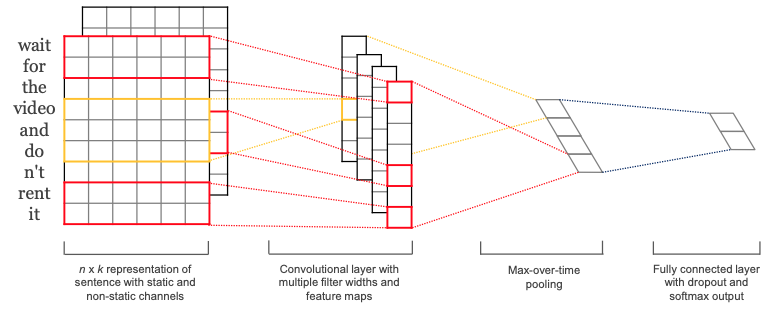 wait
for
the
video
and
do
n't
rent
it
n x k representation of
sentence with static and
non-static channels
Convolutional layer with
multiple filter widths and
feature maps
Max-over-time
pooling
Fully connected layer
with dropout and
softmax output